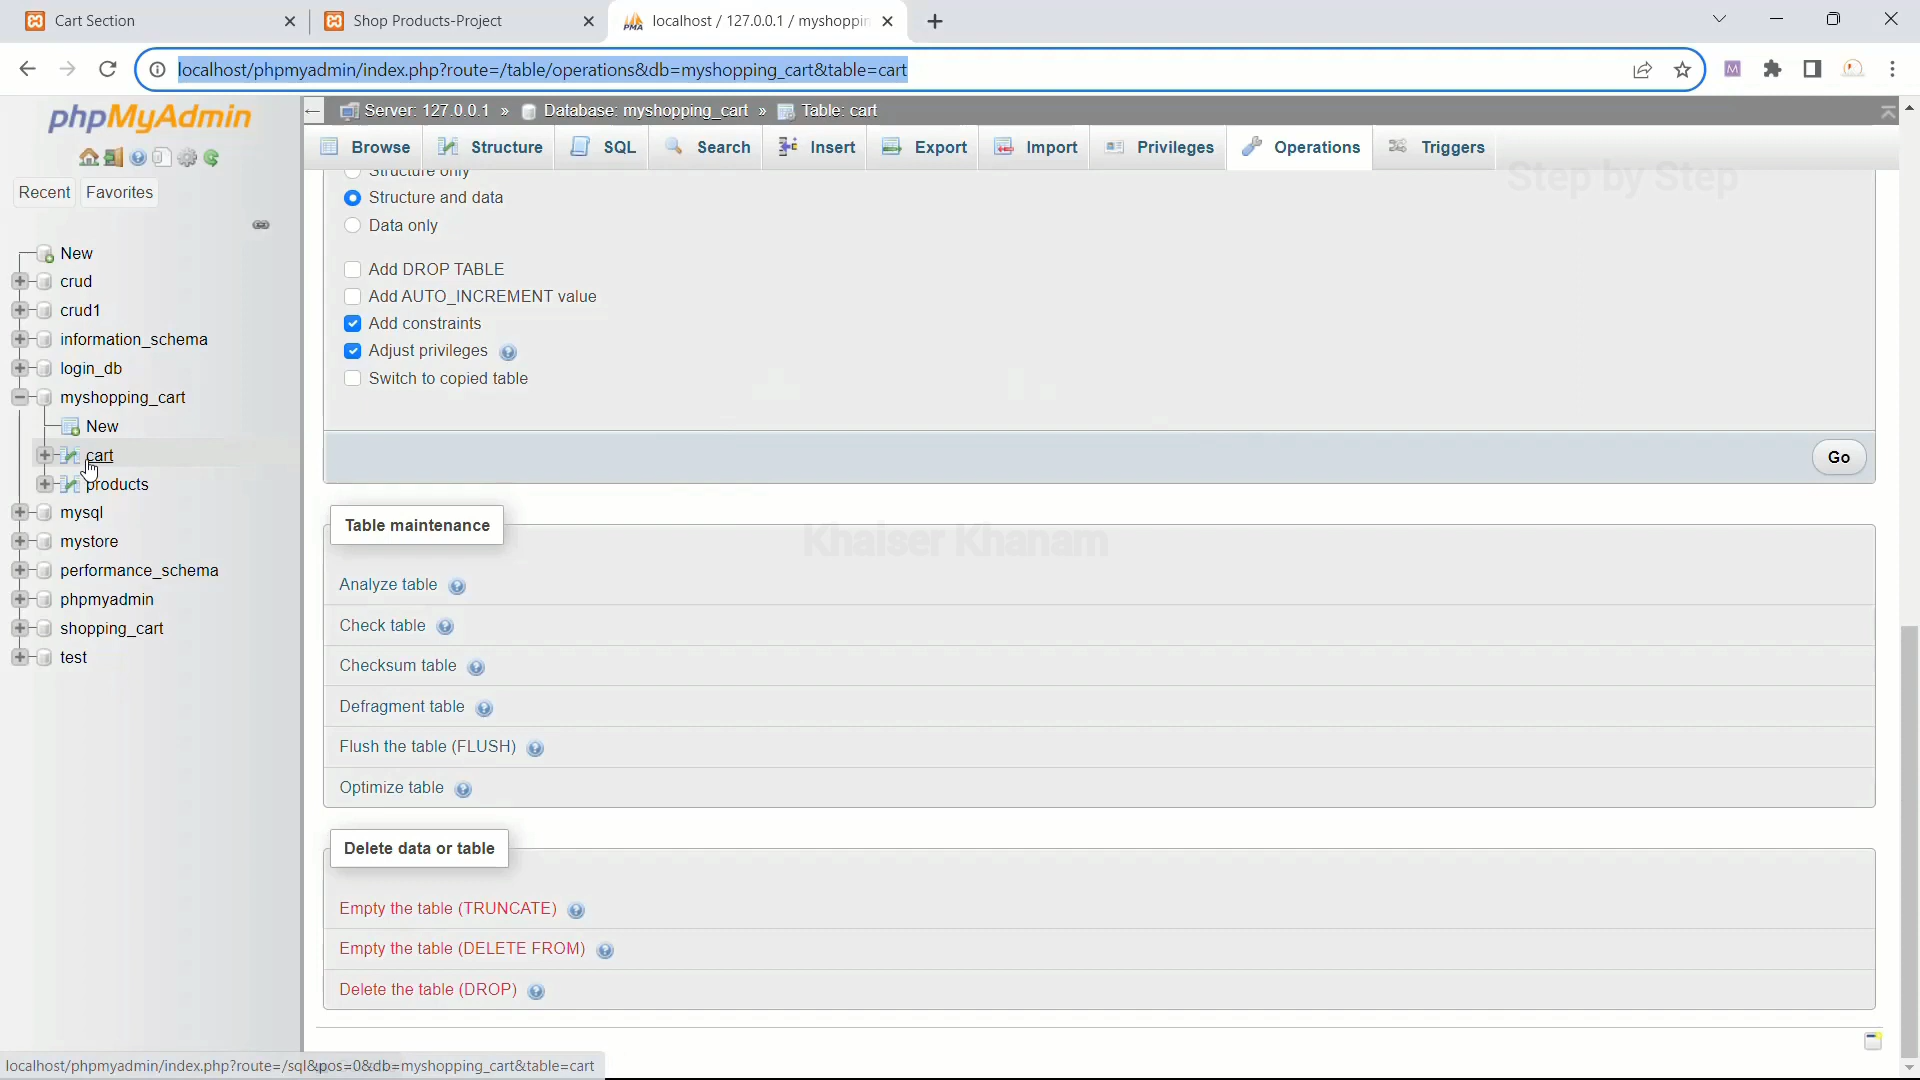 Cart Section
Shop Products-Project
localhost / 127.0.0.1 / myshoppin
localhost/phpmyadmin/index.php?route=/table/operations&db=myshopping_cart&table=cart
phpMyAdmin
Server: 127.0.0.1 » Database: myshopping_cart » Table: cart
Browse Structure SQL Search Insert Export Import Privileges Operations Triggers
Recent Favorites
New
crud
crud1
information_schema
login_db
myshopping_cart
New
cart
products
mysql
mystore
performance_schema
phpmyadmin
shopping_cart
test
Step by Step
Structure only
Structure and data
Data only
Add DROP TABLE
Add AUTO_INCREMENT value
Add constraints
Adjust privileges
Switch to copied table
Go
Table maintenance
Khaiser Khanam
Analyze table
Check table
Checksum table
Defragment table
Flush the table (FLUSH)
Optimize table
Delete data or table
Empty the table (TRUNCATE)
Empty the table (DELETE FROM)
Delete the table (DROP)
localhost/phpmyadmin/index.php?route=/sql&pos=0&db=myshopping_cart&table=cart